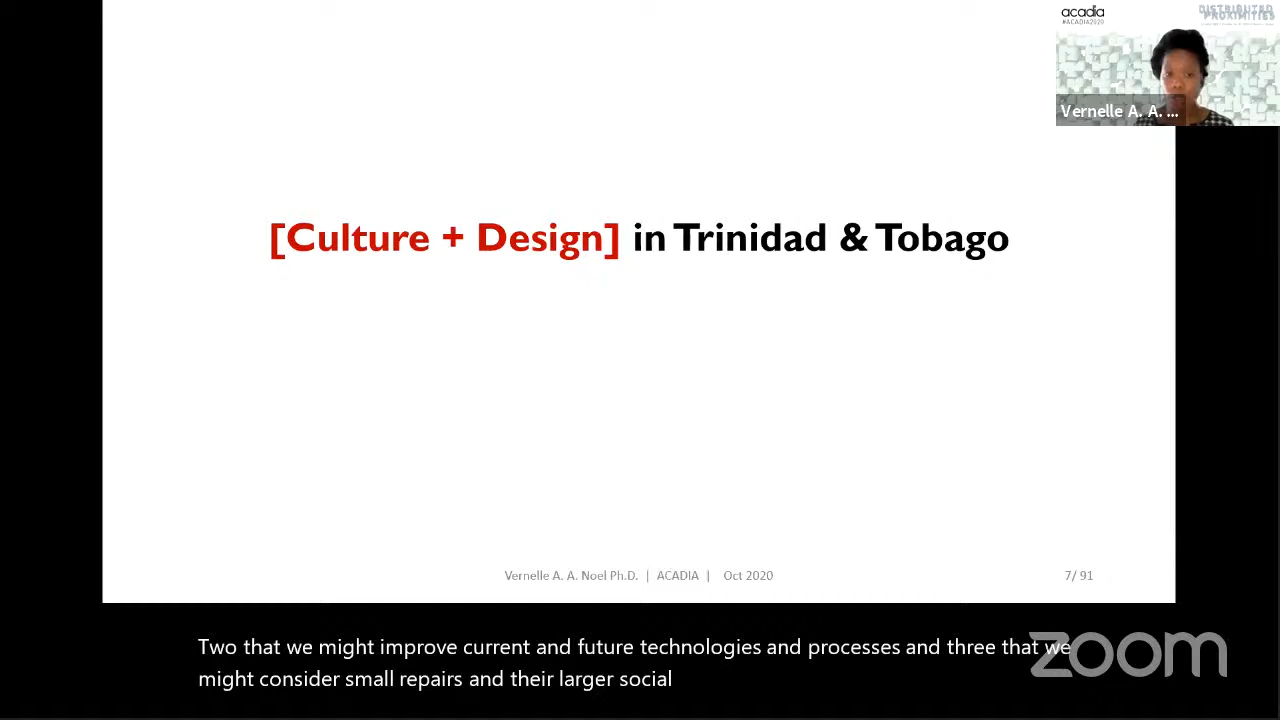 acadia
#ACADIA2020
DISTRIBUTED
PROXIMITIES
Vernelle A. A. ...
[Culture + Design] in Trinidad & Tobago
Vernelle A. A. Noel Ph.D. | ACADIA | Oct 2020
7/ 91
Two that we might improve current and future technologies and processes and three that we
might consider small repairs and their larger social
zoom